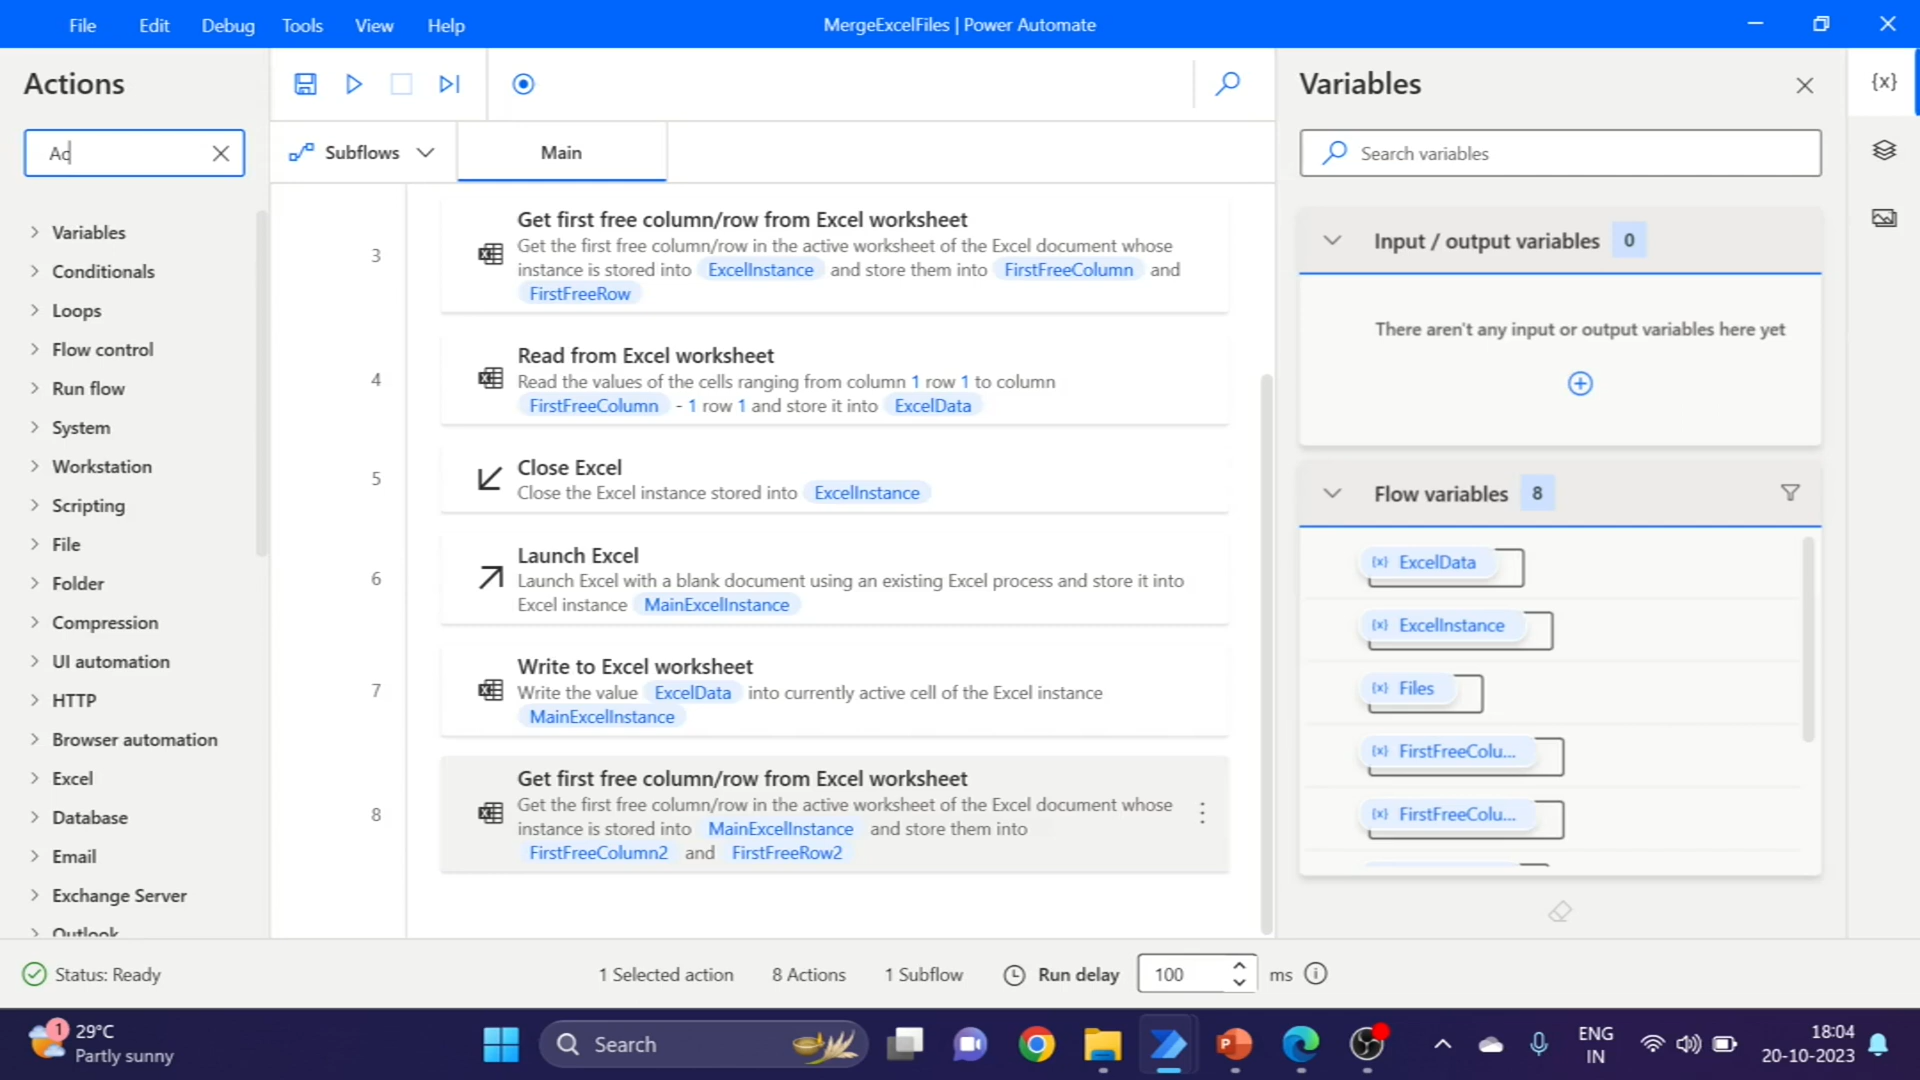 File Edit Debug Tools View Help
MergeExcelFiles | Power Automate
Actions
Ac
Variables
Conditionals
Loops
Flow control
Run flow
System
Workstation
Scripting
File
Folder
Compression
UI automation
HTTP
Browser automation
Excel
Database
Email
Exchange Server
Outlook
Subflows
Main
3
Get first free column/row from Excel worksheet
Get the first free column/row in the active worksheet of the Excel document whose
instance is stored into ExcelInstance and store them into FirstFreeColumn and
FirstFreeRow
4
Read from Excel worksheet
Read the values of the cells ranging from column 1 row 1 to column
FirstFreeColumn - 1 row 1 and store it into ExcelData
5
Close Excel
Close the Excel instance stored into ExcelInstance
6
Launch Excel
Launch Excel with a blank document using an existing Excel process and store it into
Excel instance MainExcelInstance
7
Write to Excel worksheet
Write the value ExcelData into currently active cell of the Excel instance
MainExcelInstance
8
Get first free column/row from Excel worksheet
Get the first free column/row in the active worksheet of the Excel document whose
instance is stored into MainExcelInstance and store them into
FirstFreeColumn2 and FirstFreeRow2
Variables
{x}
Search variables
Input / output variables 0
There aren't any input or output variables here yet
Flow variables 8
{x} ExcelData
{x} ExcelInstance
{x} Files
{x} FirstFreeColu...
{x} FirstFreeColu...
Status: Ready
1 Selected action 8 Actions 1 Subflow Run delay 100 ms
1 29°C
Partly sunny
Search
ENG
IN
18:04
20-10-2023